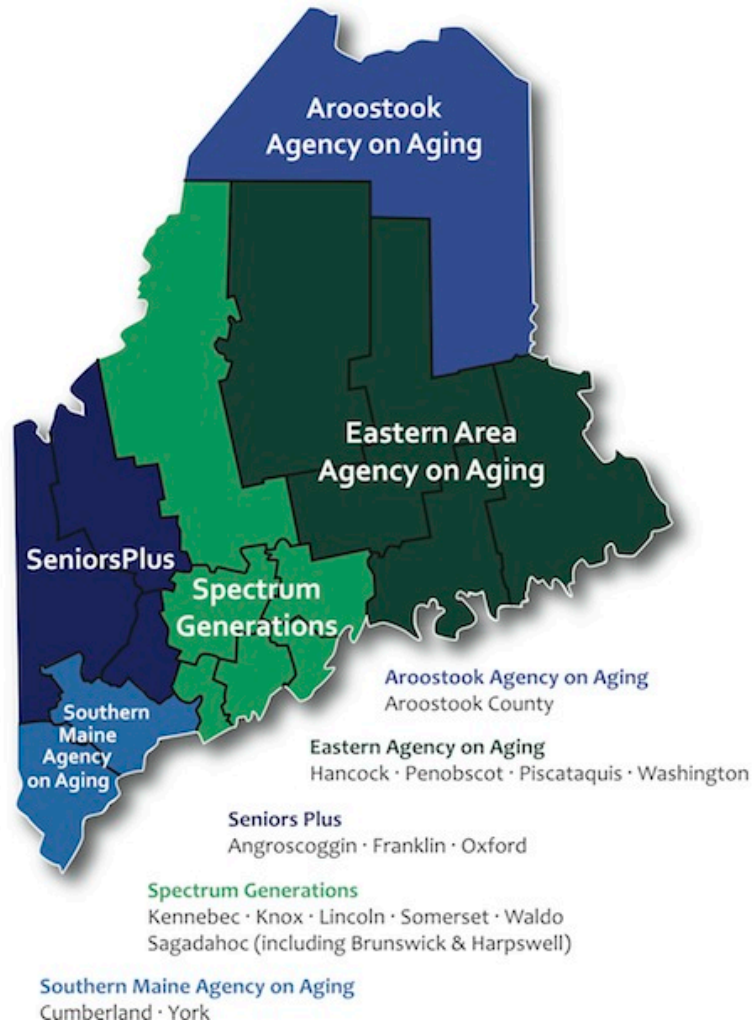 Aroostook
Agency on Aging
Eastern Area
Agency on Aging
SeniorsPlus
Spectrum
Generations
Southern
Maine
Agency
on Aging
Aroostook Agency on Aging
Aroostook County
Eastern Agency on Aging
Hancock · Penobscot · Piscataquis · Washington
Seniors Plus
Angroscoggin · Franklin · Oxford
Spectrum Generations
Kennebec · Knox · Lincoln · Somerset · Waldo
Sagadahoc (including Brunswick & Harpswell)
Southern Maine Agency on Aging
Cumberland · York